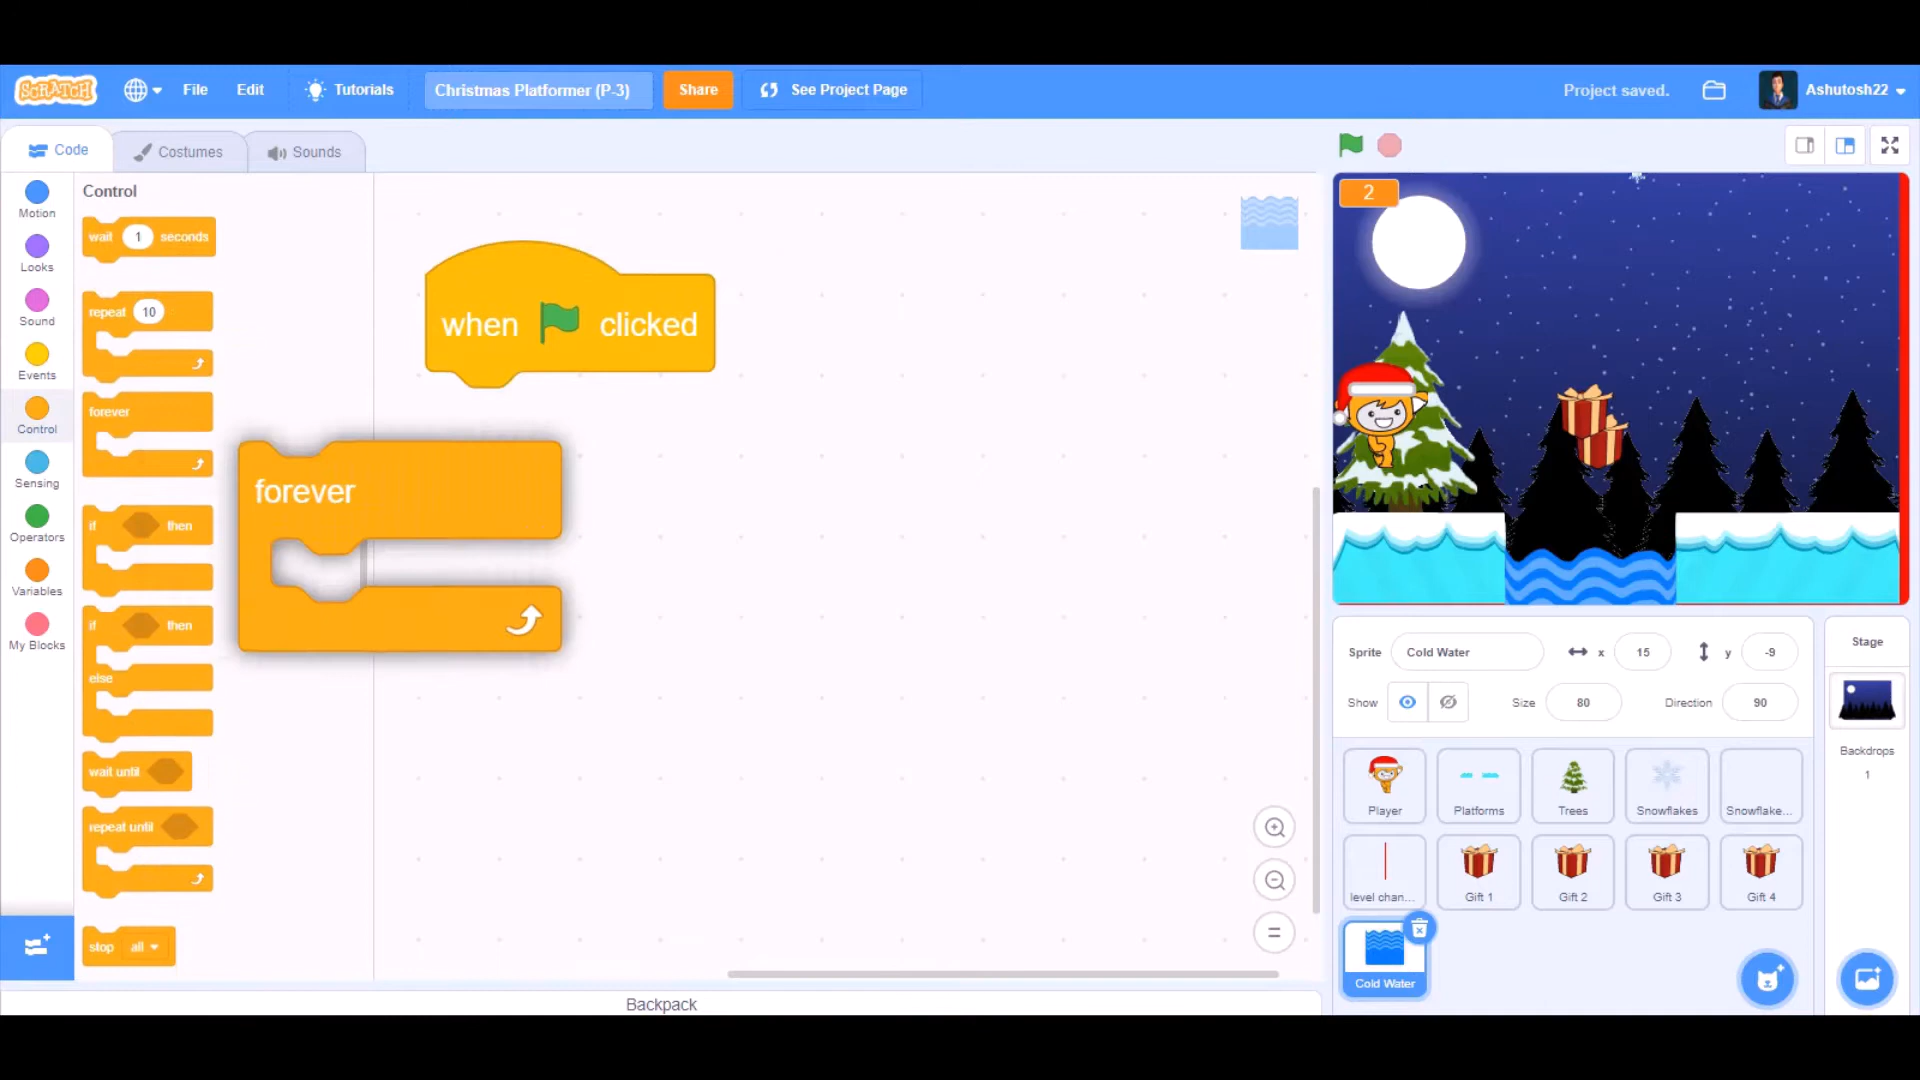 SCRATCH File Edit Tutorials Christmas Platformer (P-3) Share See Project Page Project saved. Ashutosh22
Code Costumes Sounds
Motion
Looks
Sound
Events
Control
Sensing
Operators
Variables
My Blocks
Control
wait 1 seconds
repeat 10
forever
if then
if then
else
wait until
repeat until
stop all
when clicked
forever
Backpack
2
Sprite Cold Water x 15 y -9
Show Size 80 Direction 90
Player Platforms Trees Snowflakes Snowflake...
level chan... Gift 1 Gift 2 Gift 3 Gift 4
Cold Water
Stage
Backdrops
1